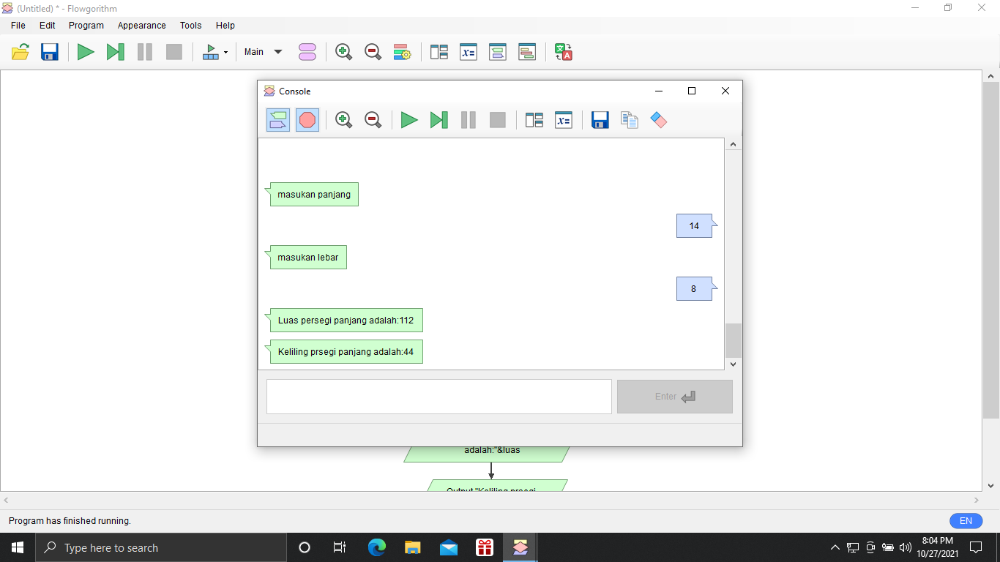 (Untitled) * - Flowgorithm
File Edit Program Appearance Tools Help
Main
x=
A
Console
x=
masukan panjang
14
masukan lebar
8
Luas persegi panjang adalah:112
Keliling prsegi panjang adalah:44
Enter
adalah:"&luas
Output "Keliling prsegi
Program has finished running.
EN
Type here to search
8:04 PM
10/27/2021